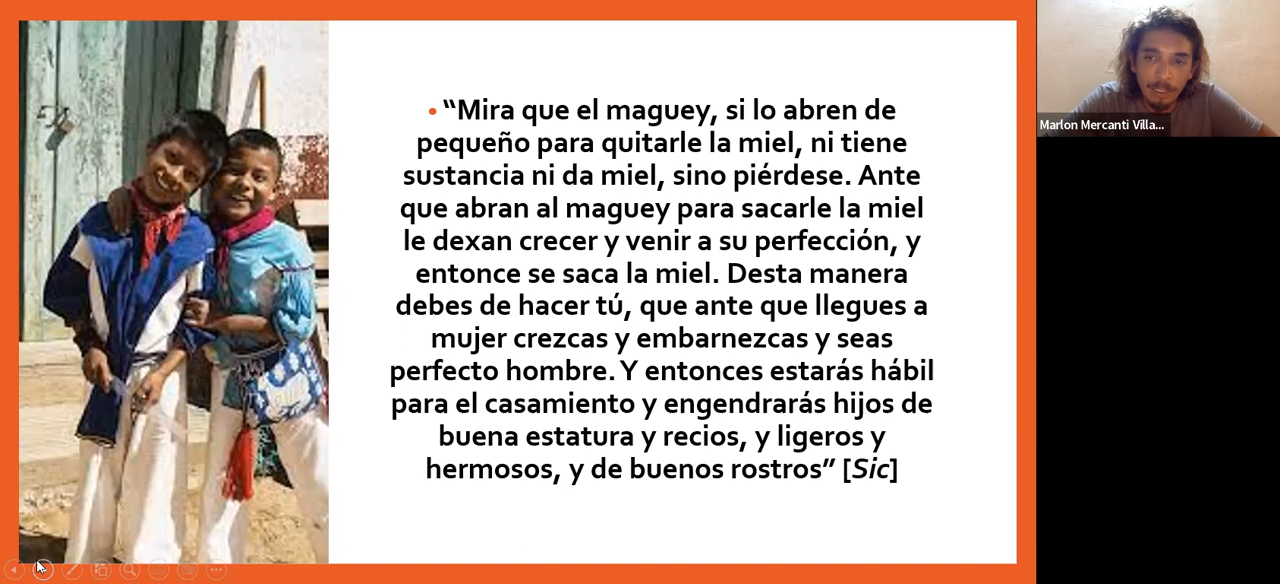 • “Mira que el maguey, si lo abren de
pequeño para quitarle la miel, ni tiene
sustancia ni da miel, sino piérdese. Ante
que abran al maguey para sacarle la miel
le dexan crecer y venir a su perfección, y
entonce se saca la miel. Desta manera
debes de hacer tú, que ante que llegues a
mujer crezcas y embarnezcas y seas
perfecto hombre. Y entonces estarás hábil
para el casamiento y engendrarás hijos de
buena estatura y recios, y ligeros y
hermosos, y de buenos rostros” [Sic]
Marlon Mercanti Villa...